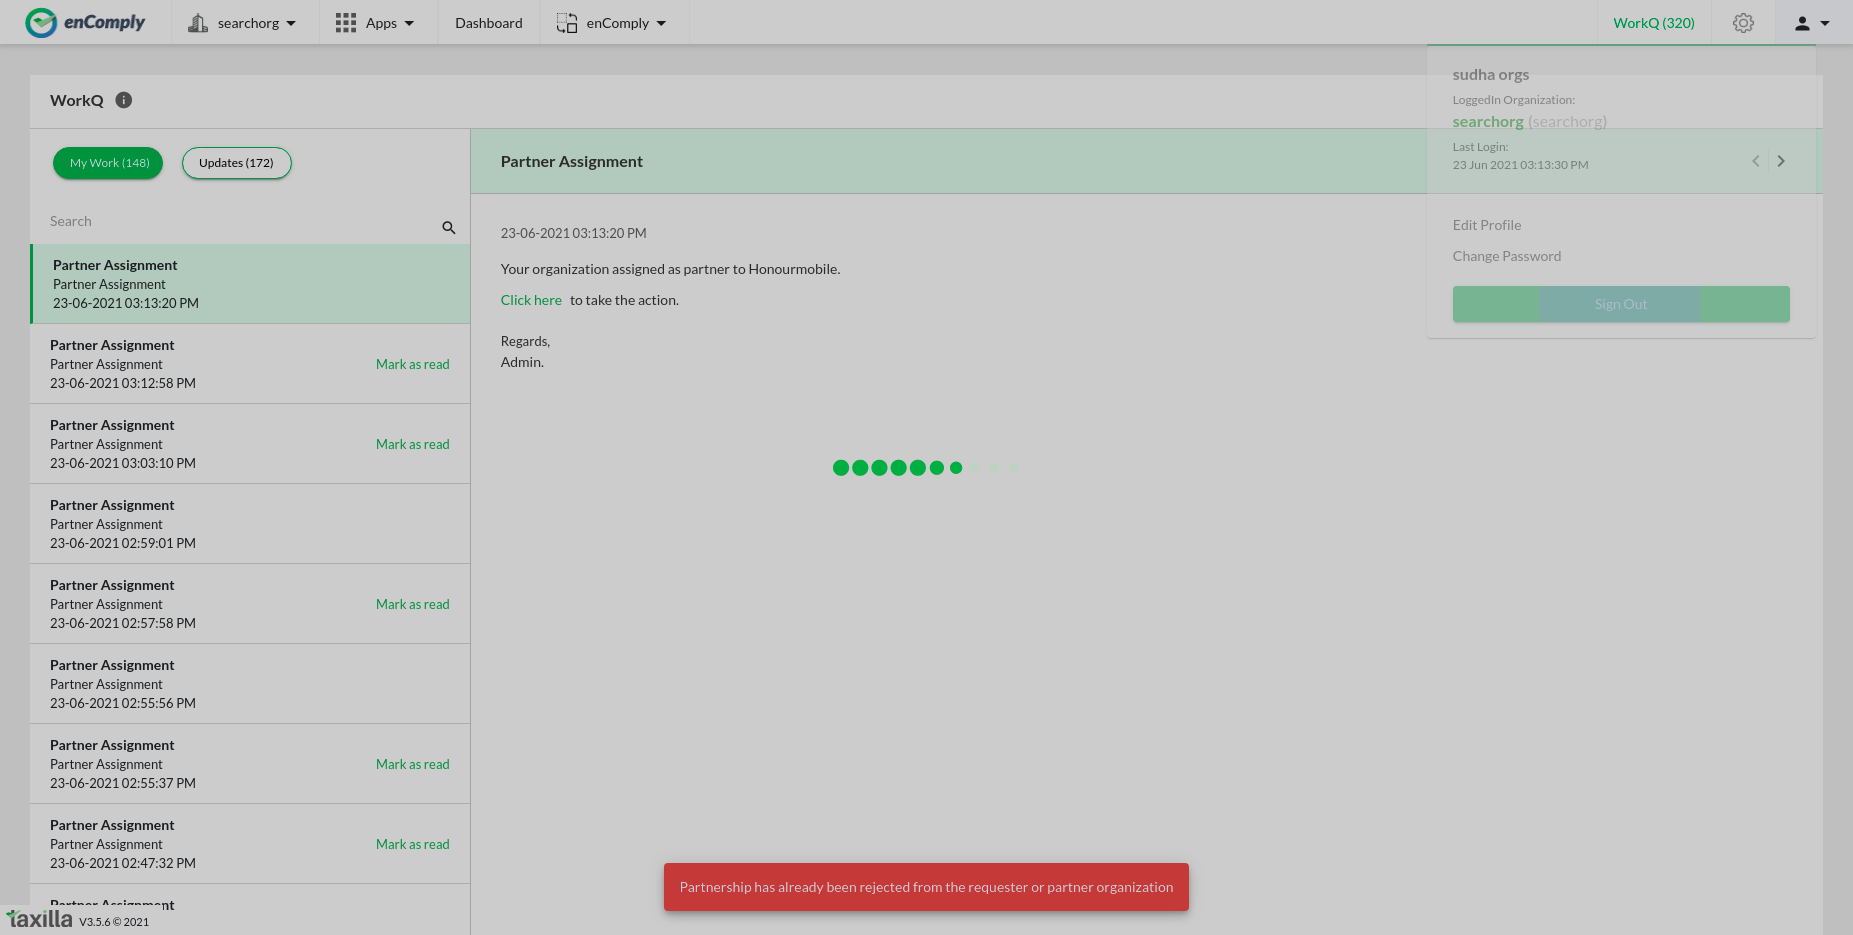 enComply
searchorg
Apps
Dashboard
enComply
WorkQ (320)
WorkQ
My Work (148)
Updates (172)
Search
Partner Assignment
Partner Assignment
23-06-2021 03:13:20 PM
Partner Assignment
Partner Assignment
Mark as read
23-06-2021 03:12:58 PM
Partner Assignment
Partner Assignment
Mark as read
23-06-2021 03:03:10 PM
Partner Assignment
Partner Assignment
23-06-2021 02:59:01 PM
Partner Assignment
Partner Assignment
Mark as read
23-06-2021 02:57:58 PM
Partner Assignment
Partner Assignment
23-06-2021 02:55:56 PM
Partner Assignment
Partner Assignment
Mark as read
23-06-2021 02:55:37 PM
Partner Assignment
Partner Assignment
Mark as read
23-06-2021 02:47:32 PM
Partner Assignment
taxilla V3.5.6 © 2021
Partner Assignment
23-06-2021 03:13:20 PM
Your organization assigned as partner to Honourmobile.
Click here to take the action.
Regards,
Admin.
sudha orgs
LoggedIn Organization:
searchorg (searchorg)
Last Login:
23 Jun 2021 03:13:30 PM
Edit Profile
Change Password
Sign Out
Partnership has already been rejected from the requester or partner organization